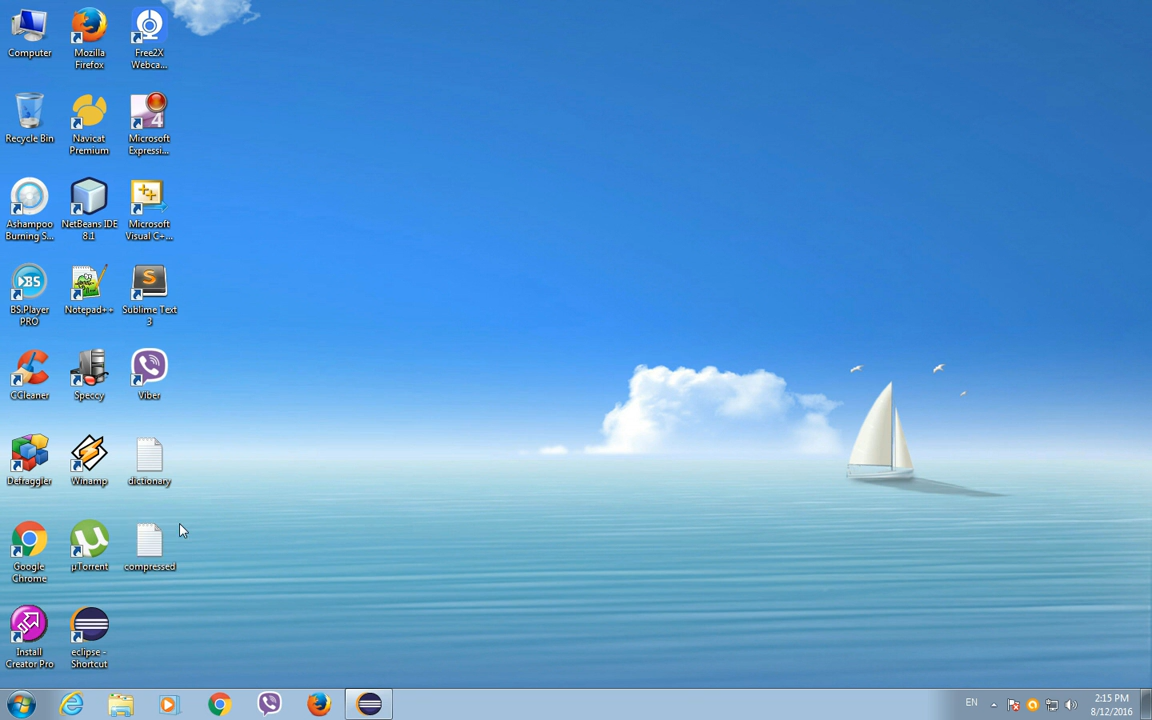 Computer
Mozilla
Firefox
Free2X
Webca...
Recycle Bin
Navicat
Premium
4
Microsoft
Expressi...
Ashampoo
Burning S...
NetBeans IDE
8.1
Microsoft
Visual C+...
BS
BS.Player
PRO
Notepad++
S
Sublime Text
3
CCleaner
Speccy
Viber
Defraggler
Winamp
dictionary
Google
Chrome
µ
µTorrent
compressed
Install
Creator Pro
eclipse -
Shortcut
EN
2:15 PM
8/12/2016